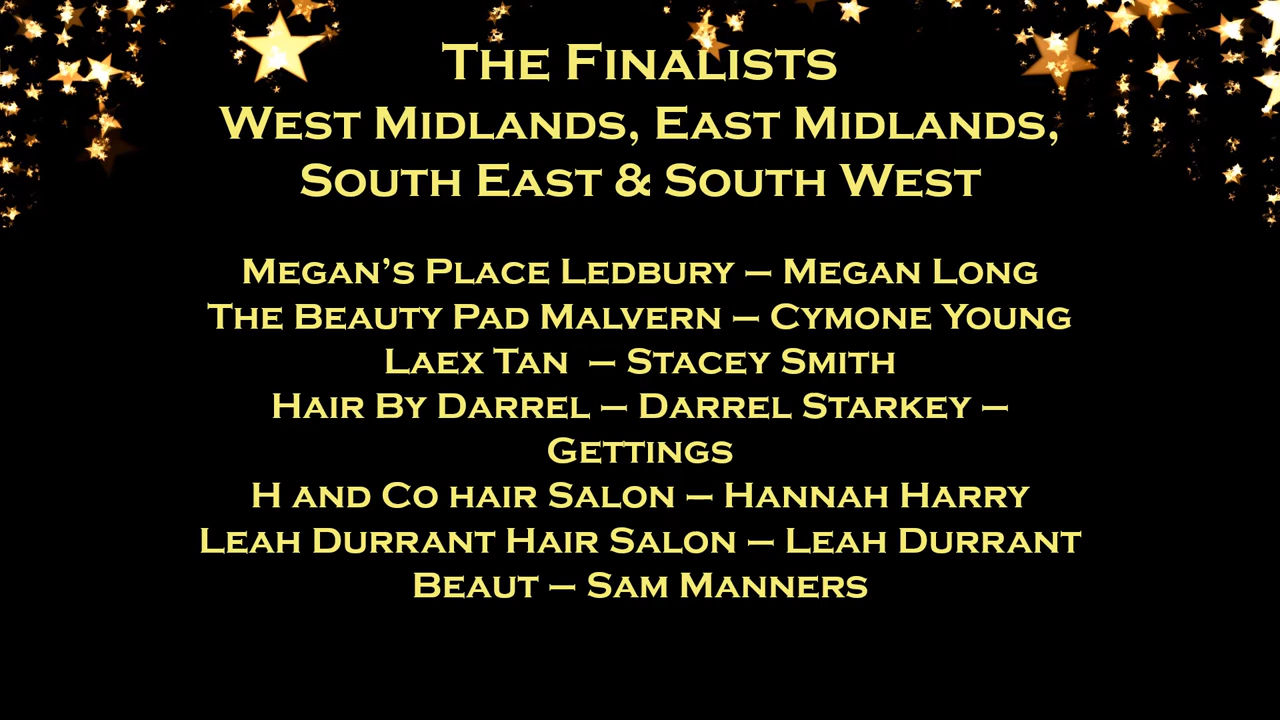 The Finalists
West Midlands, East Midlands,
South East & South West
Megan’s Place Ledbury – Megan Long
The Beauty Pad Malvern – Cymone Young
Laex Tan – Stacey Smith
Hair By Darrel – Darrel Starkey –
Gettings
H and Co hair Salon – Hannah Harry
Leah Durrant Hair Salon – Leah Durrant
Beaut – Sam Manners